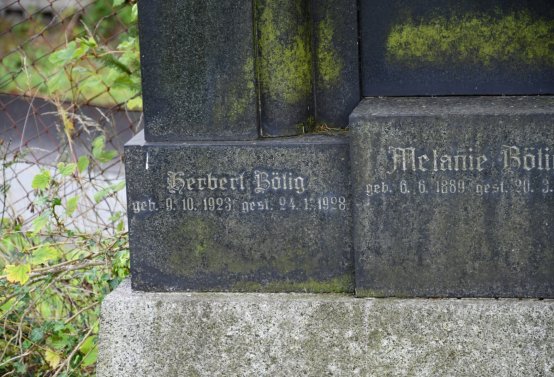 Herbert Bölig
geb. 9. 10. 1923 gest. 24. 1. 1928.
Melanie Böli
geb. 6. 6. 1889 gest. 20. 3.